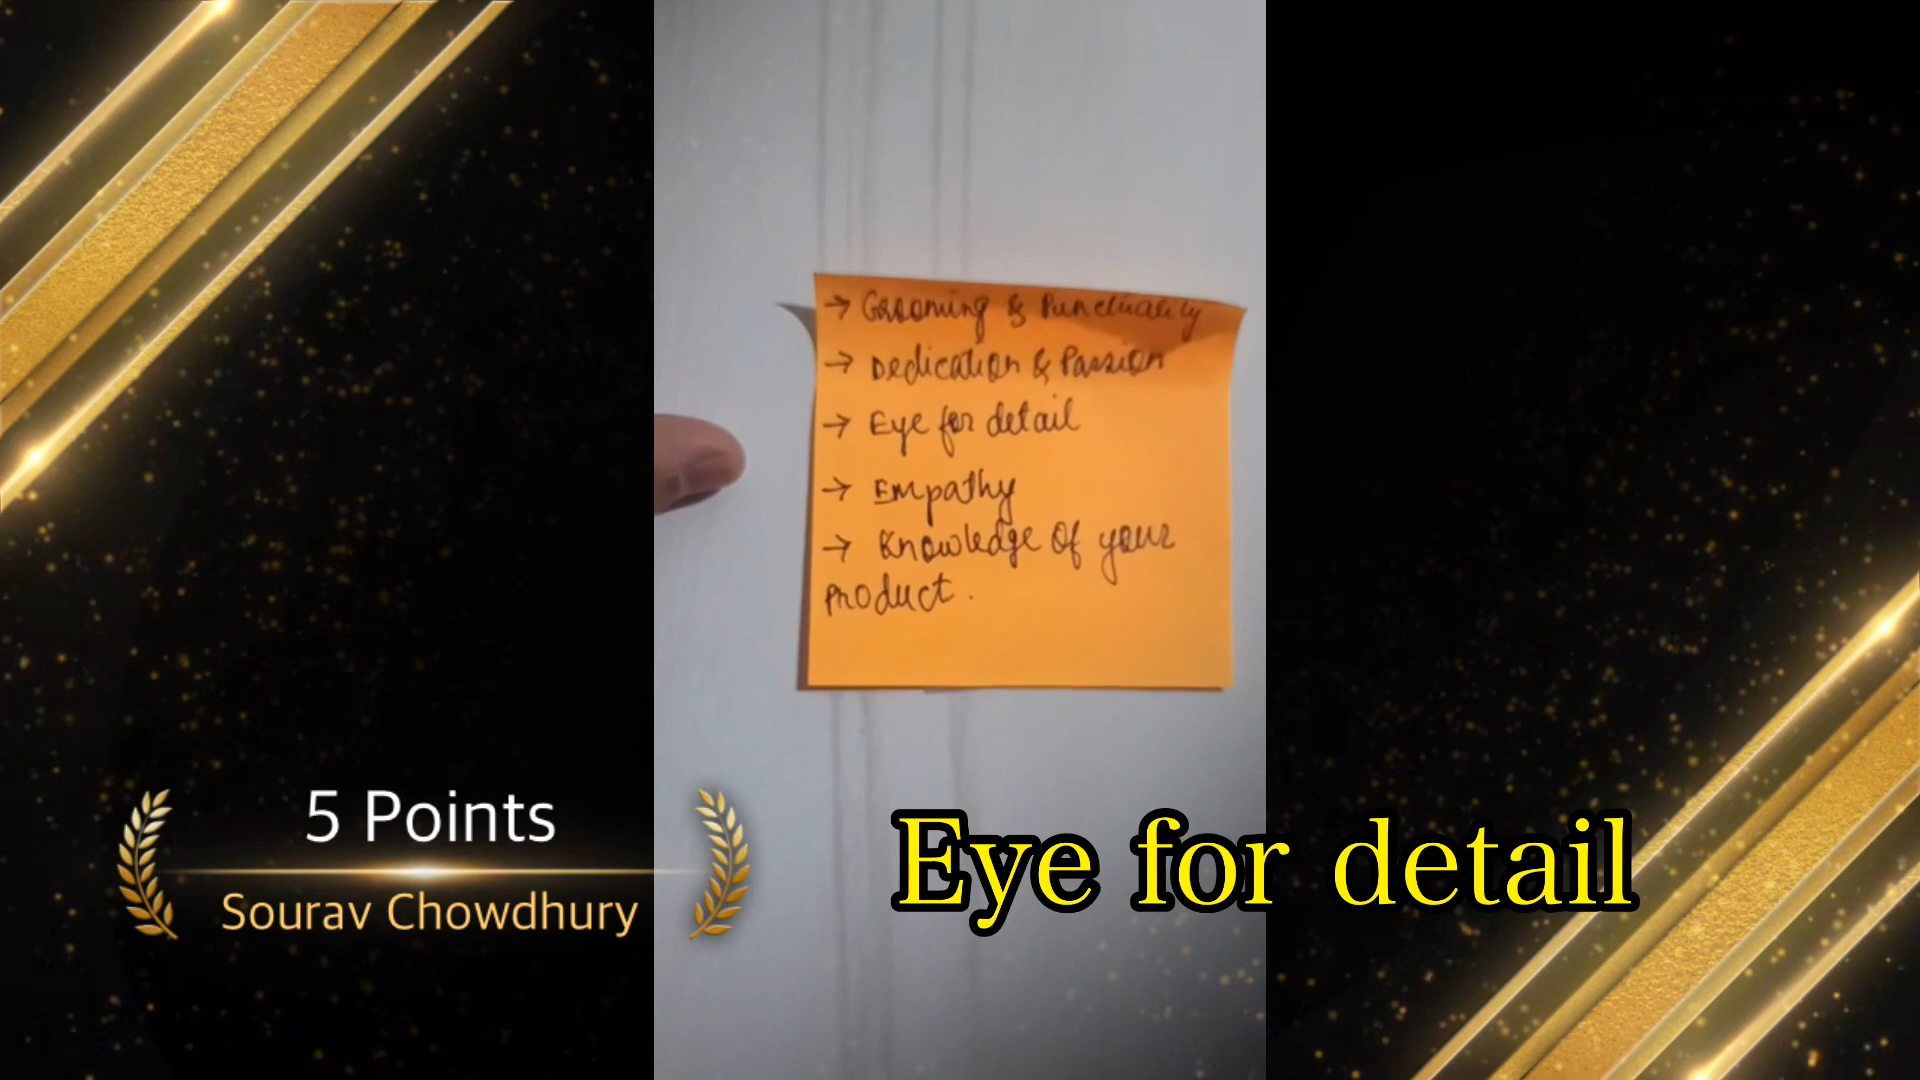 → Grooming & Punctuality
→ Dedication & Passion
→ Eye for detail
→ Empathy
→ Knowledge of your
product.
5 Points
Sourav Chowdhury
Eye for detail